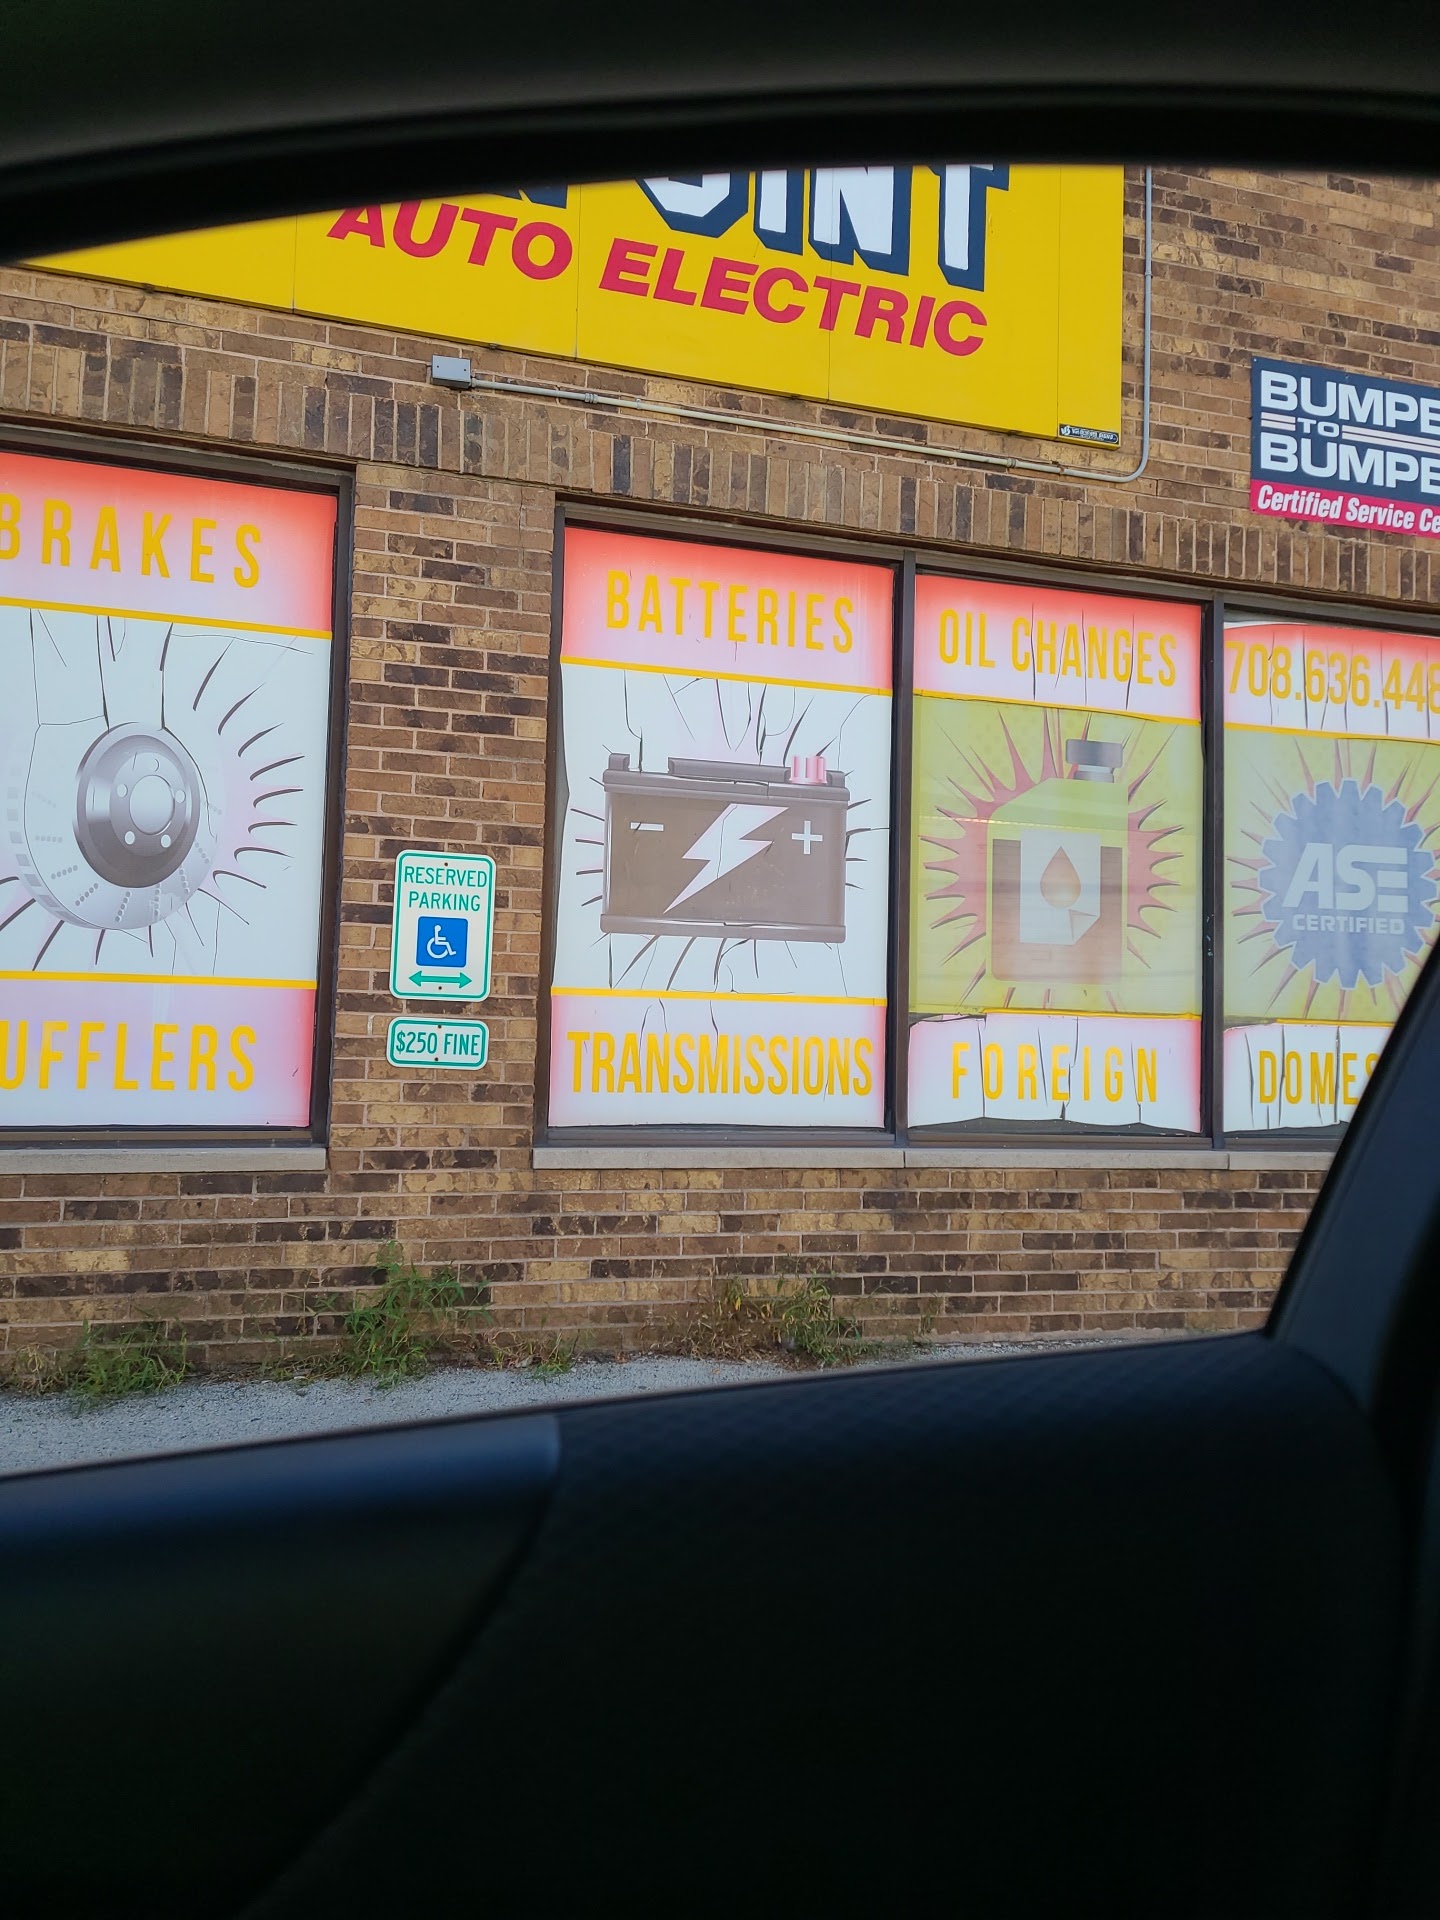 AUTO ELECTRIC
BUMPE
TO
BUMPE
Certified Service Ce
BRAKES
UFFLERS
RESERVED
PARKING
$250 FINE
BATTERIES
- +
TRANSMISSIONS
OIL CHANGES
FOREIGN
708.636.448
ASE
CERTIFIED
DOMES